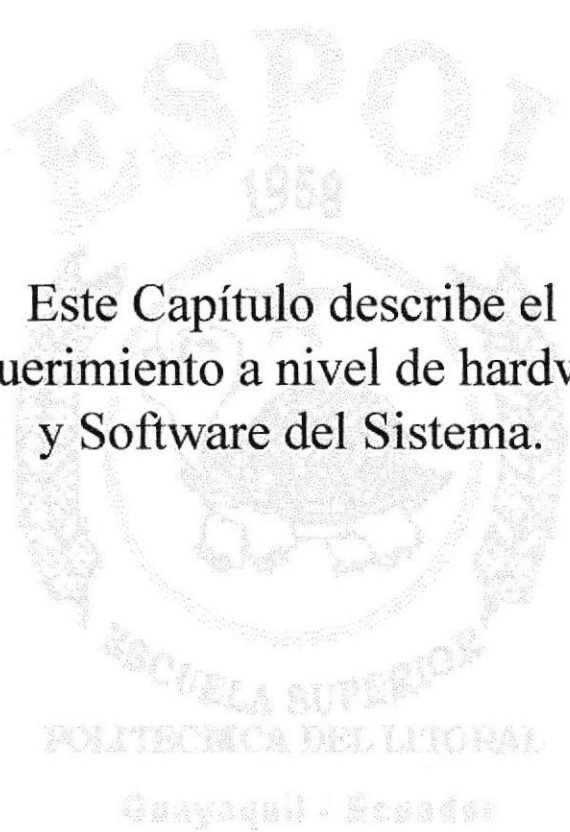 ESPOL
1958
Este Capítulo describe el
uerimiento a nivel de hardw
y Software del Sistema.
ESCUELA SUPERIOR
POLITECNICA DEL LITORAL
Guayaquil - Ecuador